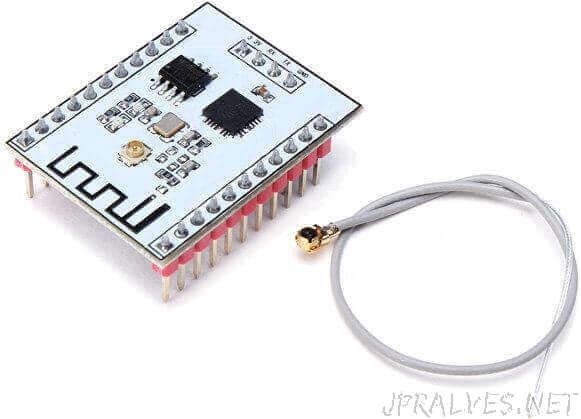 3.3V RX TX GND
JPRALVES.NET